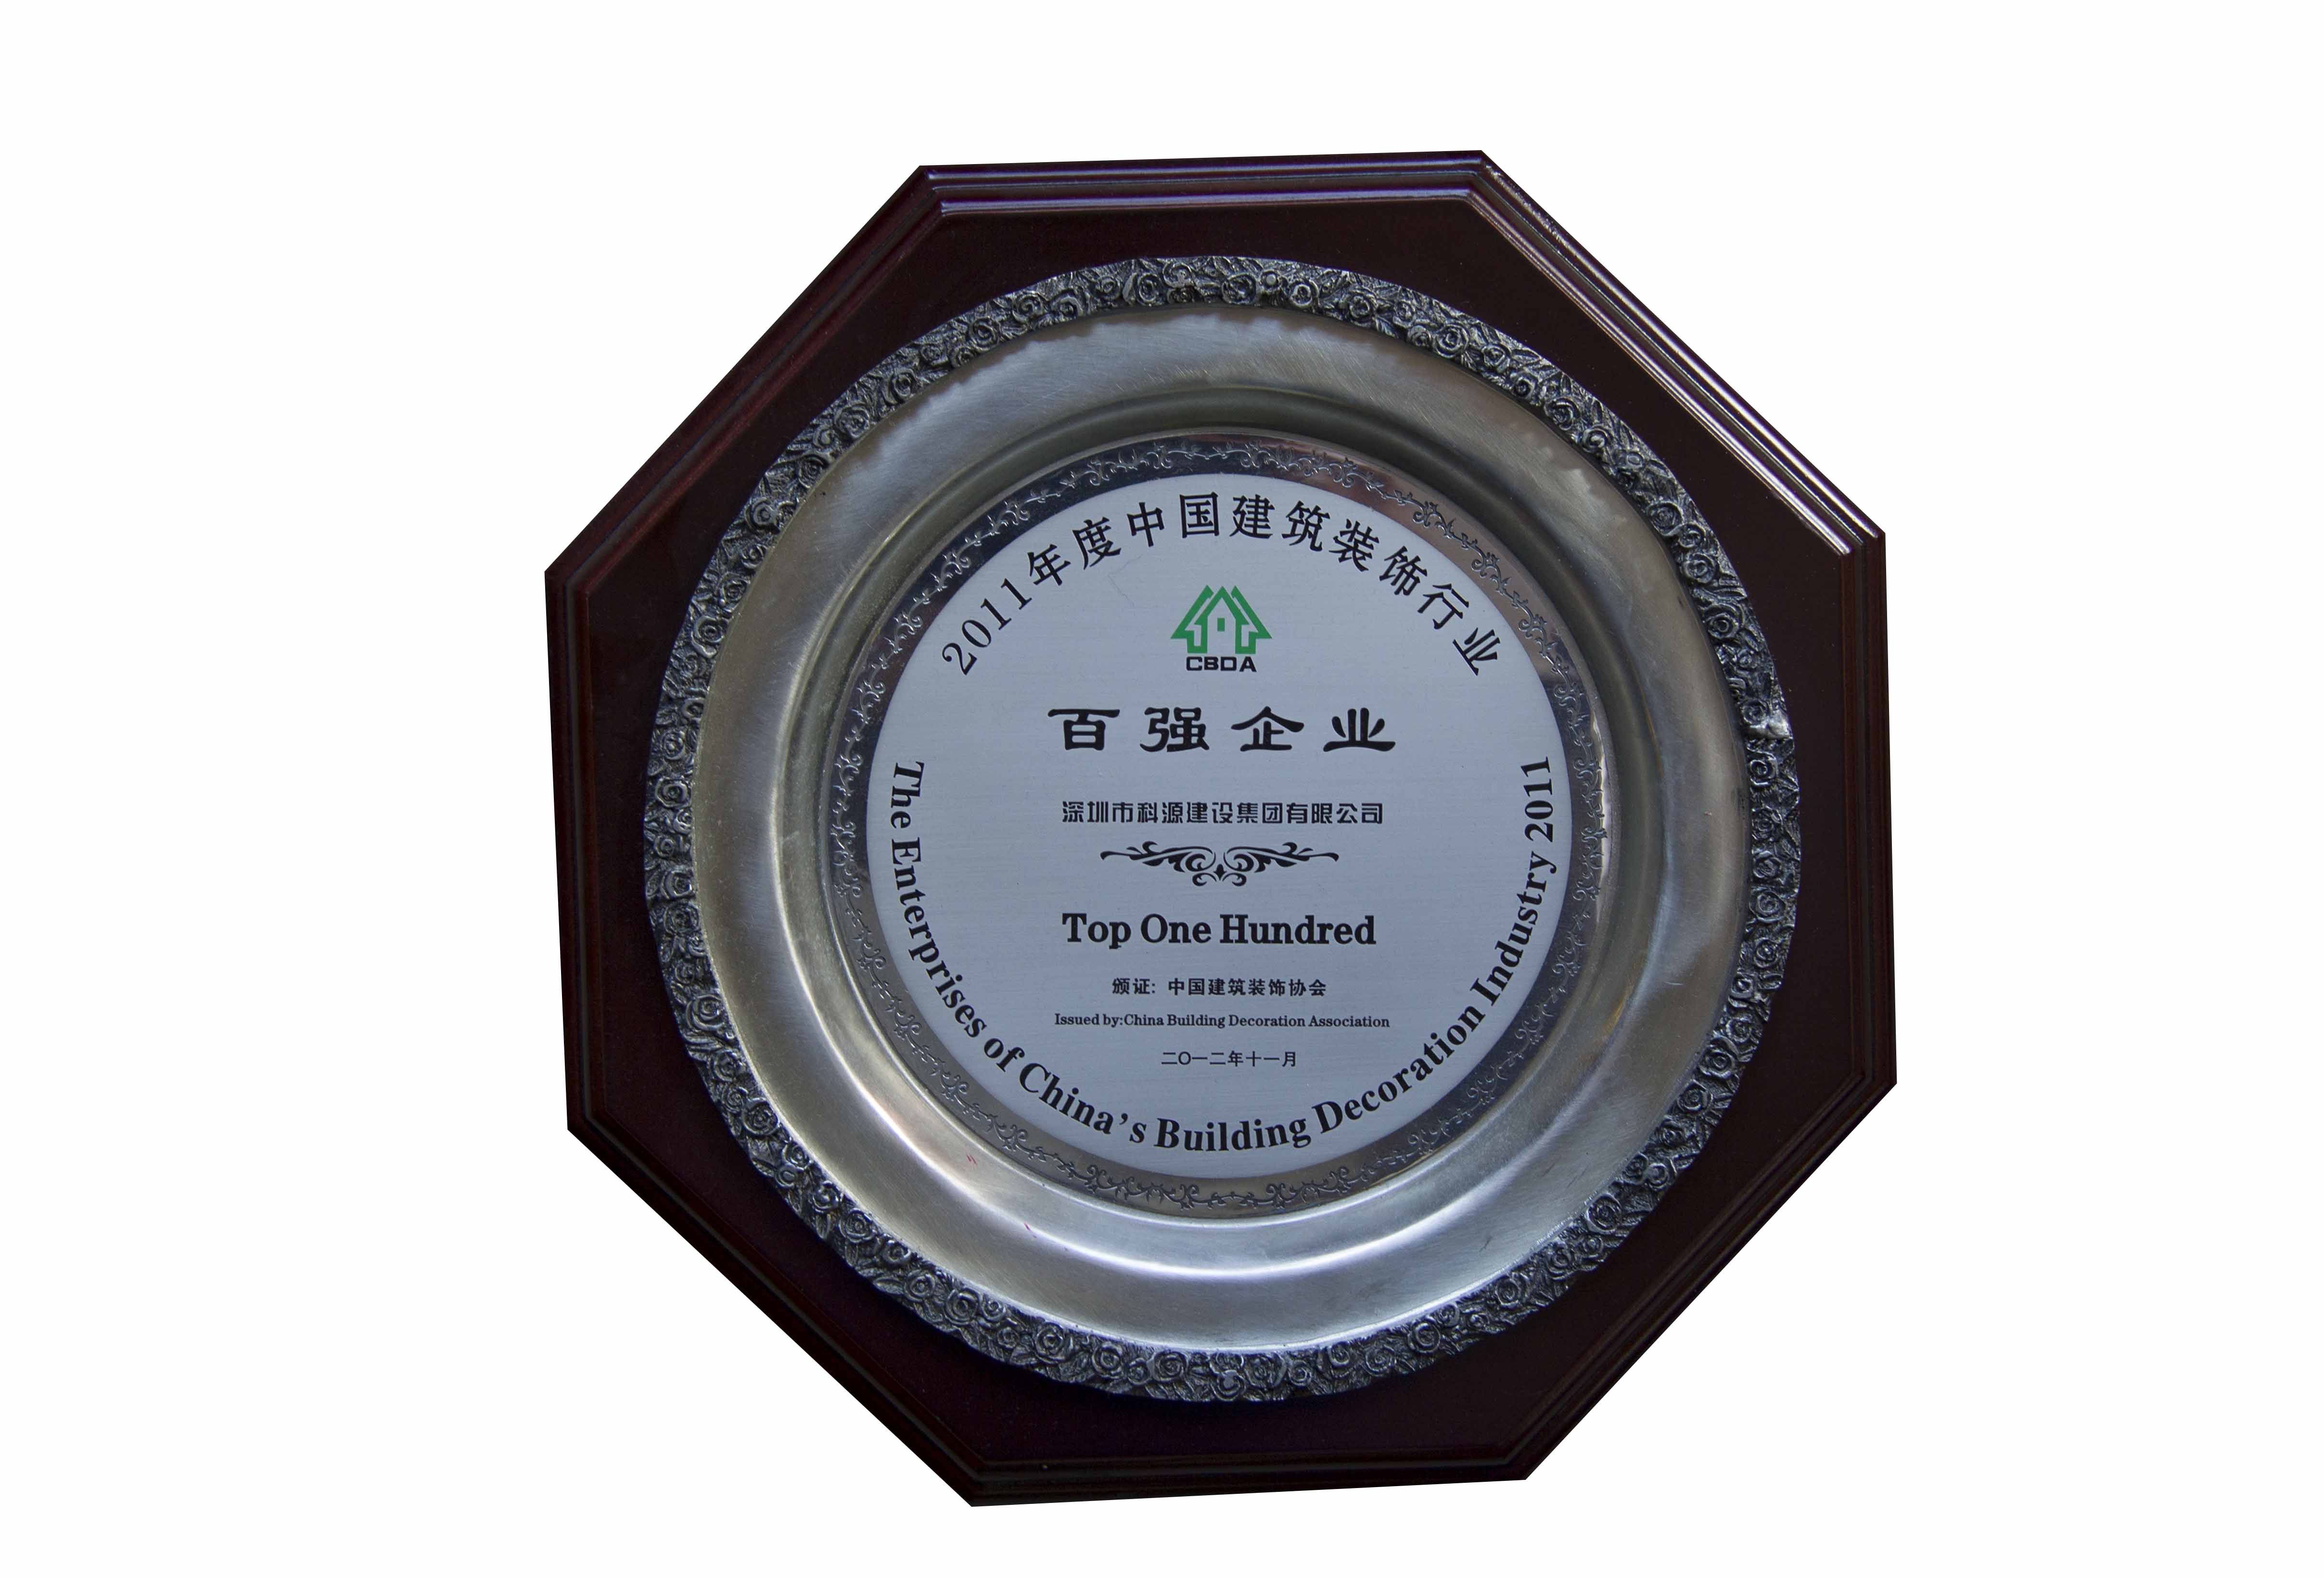 2011年度中国建筑装饰行业
CBDA
百强企业
深圳市科源建设集团有限公司
Top One Hundred
颁证: 中国建筑装饰协会
Issued by:China Building Decoration Association
二〇一二年十一月
The Enterprises of China's Building Decoration Industry 2011